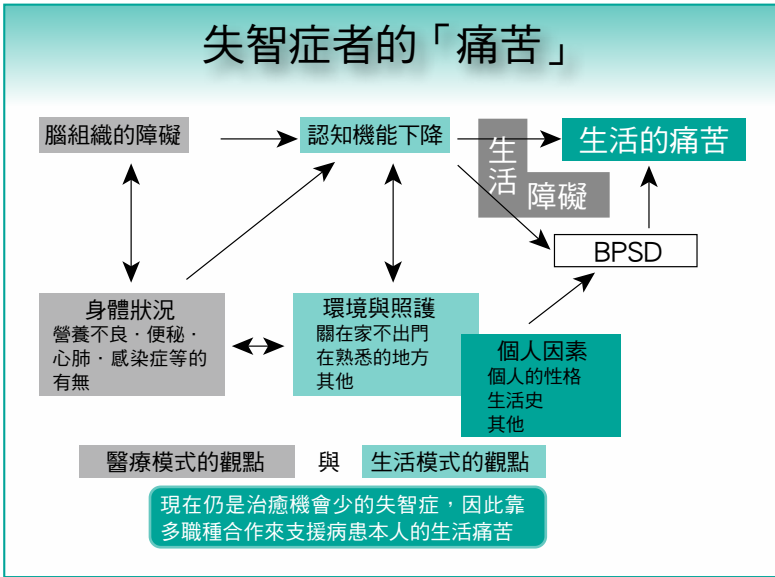 失智症者的「痛苦」
腦組織的障礙
認知機能下降
生活
障礙
生活的痛苦
BPSD
身體狀況
營養不良・便秘・
心肺・感染症等的
有無
環境與照護
關在家不出門
在熟悉的地方
其他
個人因素
個人的性格
生活史
其他
醫療模式的觀點 與 生活模式的觀點
現在仍是治癒機會少的失智症，因此靠
多職種合作來支援病患本人的生活痛苦